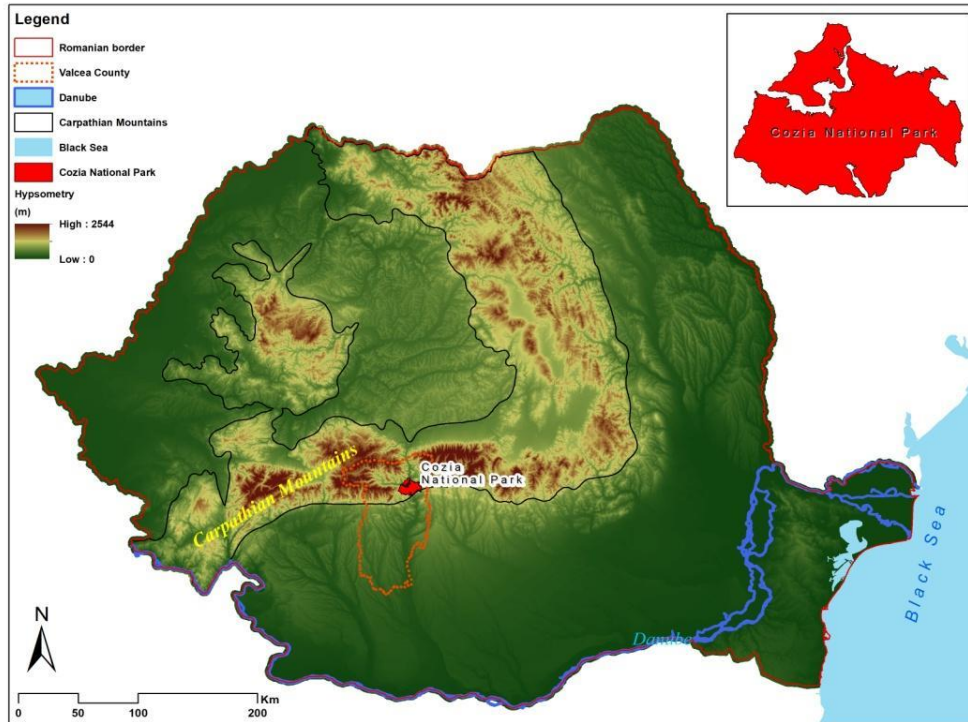 Legend
Romanian border
Valcea County
Danube
Carpathian Mountains
Black Sea
Cozia National Park
Hypsometry
(m)
High : 2544
Low : 0
Cozia National Park
Cozia
National Park
Carpathian Mountains
Danube
Black Sea
N
Km
0 50 100 200